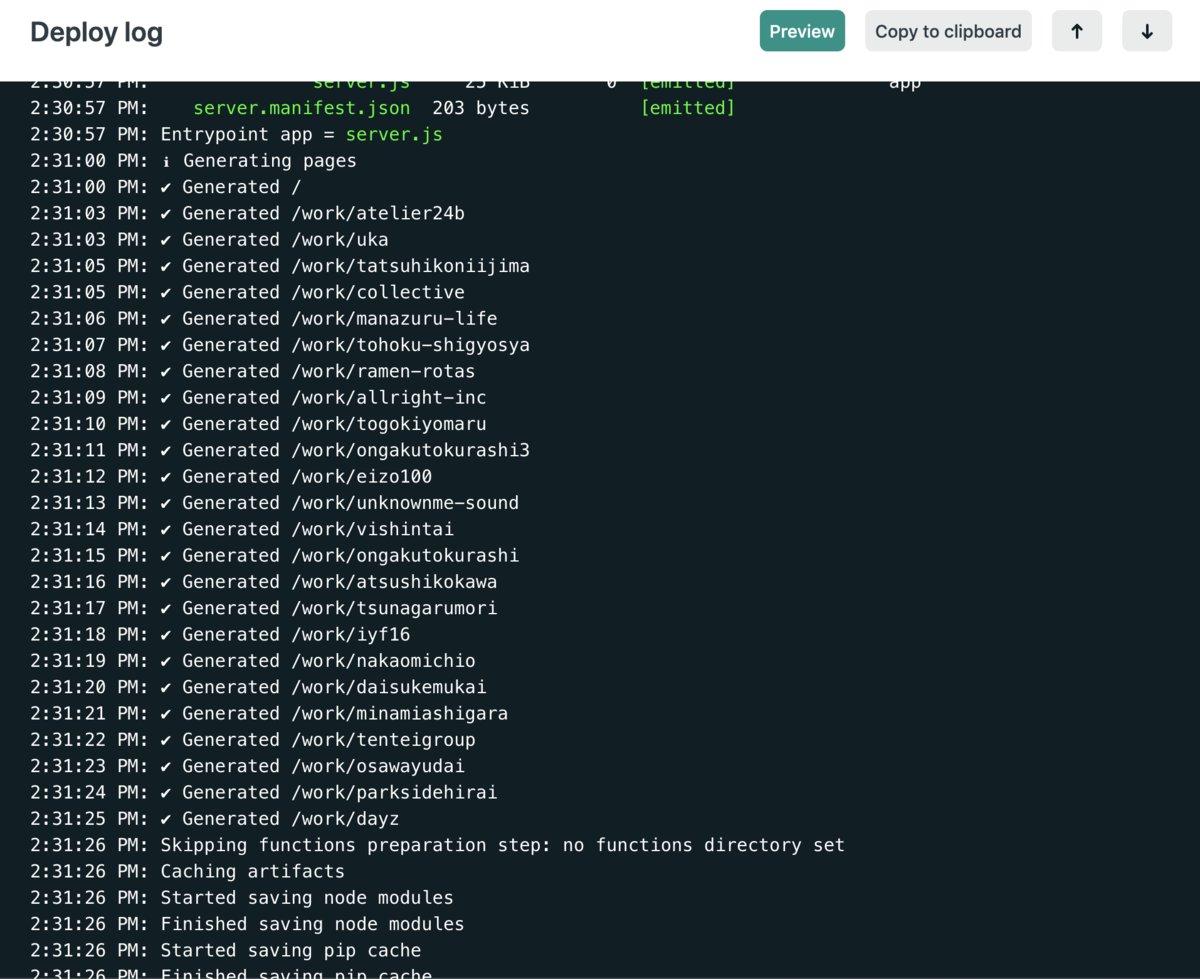 Deploy log
Preview
Copy to clipboard
↑
↓
2:30:57 PM: server.js 25 KiB 0 [emitted] app
2:30:57 PM: server.manifest.json 203 bytes [emitted]
2:30:57 PM: Entrypoint app = server.js
2:31:00 PM: ℹ Generating pages
2:31:00 PM: ✔ Generated /
2:31:03 PM: ✔ Generated /work/atelier24b
2:31:03 PM: ✔ Generated /work/uka
2:31:05 PM: ✔ Generated /work/tatsuhikoniijima
2:31:05 PM: ✔ Generated /work/collective
2:31:06 PM: ✔ Generated /work/manazuru-life
2:31:07 PM: ✔ Generated /work/tohoku-shigyosya
2:31:08 PM: ✔ Generated /work/ramen-rotas
2:31:09 PM: ✔ Generated /work/allright-inc
2:31:10 PM: ✔ Generated /work/togokiyomaru
2:31:11 PM: ✔ Generated /work/ongakutokurashi3
2:31:12 PM: ✔ Generated /work/eizo100
2:31:13 PM: ✔ Generated /work/unknownme-sound
2:31:14 PM: ✔ Generated /work/vishintai
2:31:15 PM: ✔ Generated /work/ongakutokurashi
2:31:16 PM: ✔ Generated /work/atsushikokawa
2:31:17 PM: ✔ Generated /work/tsunagarumori
2:31:18 PM: ✔ Generated /work/iyf16
2:31:19 PM: ✔ Generated /work/nakaomichio
2:31:20 PM: ✔ Generated /work/daisukemukai
2:31:21 PM: ✔ Generated /work/minamiashigara
2:31:22 PM: ✔ Generated /work/tenteigroup
2:31:23 PM: ✔ Generated /work/osawayudai
2:31:24 PM: ✔ Generated /work/parksidehirai
2:31:25 PM: ✔ Generated /work/dayz
2:31:26 PM: Skipping functions preparation step: no functions directory set
2:31:26 PM: Caching artifacts
2:31:26 PM: Started saving node modules
2:31:26 PM: Finished saving node modules
2:31:26 PM: Started saving pip cache
2:31:26 PM: Finished saving pip cache